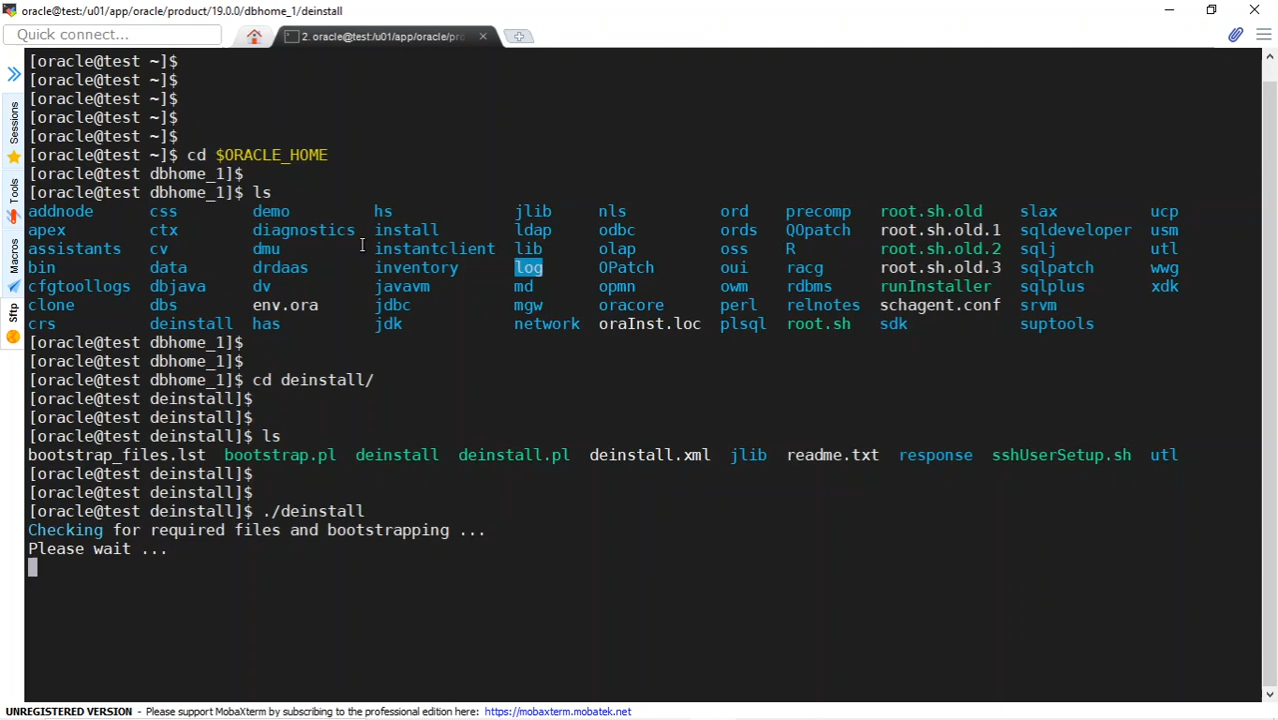 oracle@test:/u01/app/oracle/product/19.0.0/dbhome_1/deinstall
Quick connect...
2. oracle@test:/u01/app/oracle/pro
[oracle@test ~]$
[oracle@test ~]$
[oracle@test ~]$
[oracle@test ~]$
[oracle@test ~]$
[oracle@test ~]$ cd $ORACLE_HOME
[oracle@test dbhome_1]$
[oracle@test dbhome_1]$ ls
addnode css demo hs jlib nls ord precomp root.sh.old slax ucp
apex ctx diagnostics install ldap odbc ords QOpatch root.sh.old.1 sqldeveloper usm
assistants cv dmu instantclient lib olap oss R root.sh.old.2 sqlj utl
bin data drdaas inventory log OPatch oui racg root.sh.old.3 sqlpatch wwg
cfgtoollogs dbjava dv javavm md opmn owm rdbms runInstaller sqlplus xdk
clone dbs env.ora jdbc mgw oracore perl relnotes schagent.conf srvm
crs deinstall has jdk network oraInst.loc plsql root.sh sdk suptools
[oracle@test dbhome_1]$
[oracle@test dbhome_1]$
[oracle@test dbhome_1]$ cd deinstall/
[oracle@test deinstall]$
[oracle@test deinstall]$
[oracle@test deinstall]$ ls
bootstrap_files.lst bootstrap.pl deinstall deinstall.pl deinstall.xml jlib readme.txt response sshUserSetup.sh utl
[oracle@test deinstall]$
[oracle@test deinstall]$
[oracle@test deinstall]$ ./deinstall
Checking for required files and bootstrapping ...
Please wait ...
Sessions
Tools
Macros
Sftp
UNREGISTERED VERSION - Please support MobaXterm by subscribing to the professional edition here: https://mobaxterm.mobatek.net